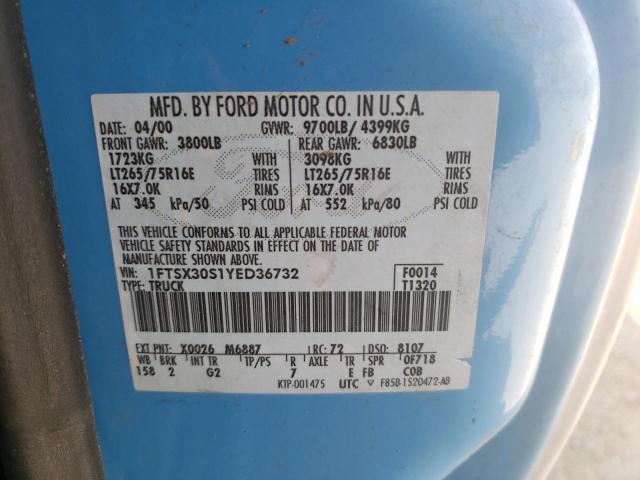 MFD. BY FORD MOTOR CO. IN U.S.A.
DATE: 04/00 GVWR: 9700LB/ 4399KG
FRONT GAWR: 3800LB REAR GAWR: 6830LB
1723KG WITH 3098KG WITH
LT265/75R16E TIRES LT265/75R16E TIRES
16X7.0K RIMS 16X7.0K RIMS
AT 345 kPa/50 PSI COLD AT 552 kPa/80 PSI COLD
THIS VEHICLE CONFORMS TO ALL APPLICABLE FEDERAL MOTOR
VEHICLE SAFETY STANDARDS IN EFFECT ON THE DATE OF
MANUFACTURE SHOWN ABOVE.
VIN: 1FTSX30S1YED36732 F0014
TYPE: TRUCK T1320
EXT PNT: X0026 M6887 RC: 72 DSO: 8107
WB BRK INT TR TP/PS R AXLE TR SPR OF718
158 2 G2 7 E FB COB
KTP-001475 UTC ▽ F85B-1520472-AB